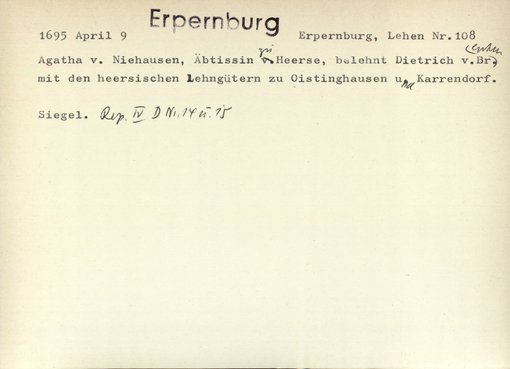 Erpernburg
1695 April 9 Erpernburg, Lehen Nr. 108
Agatha v. Niehausen, Äbtissin zu Heerse, belehnt Dietrich v. Brenken
mit den heersischen Lehngütern zu Oistinghausen und Karrendorf.
Siegel. Rep. IV D Nr. 14 u. 15